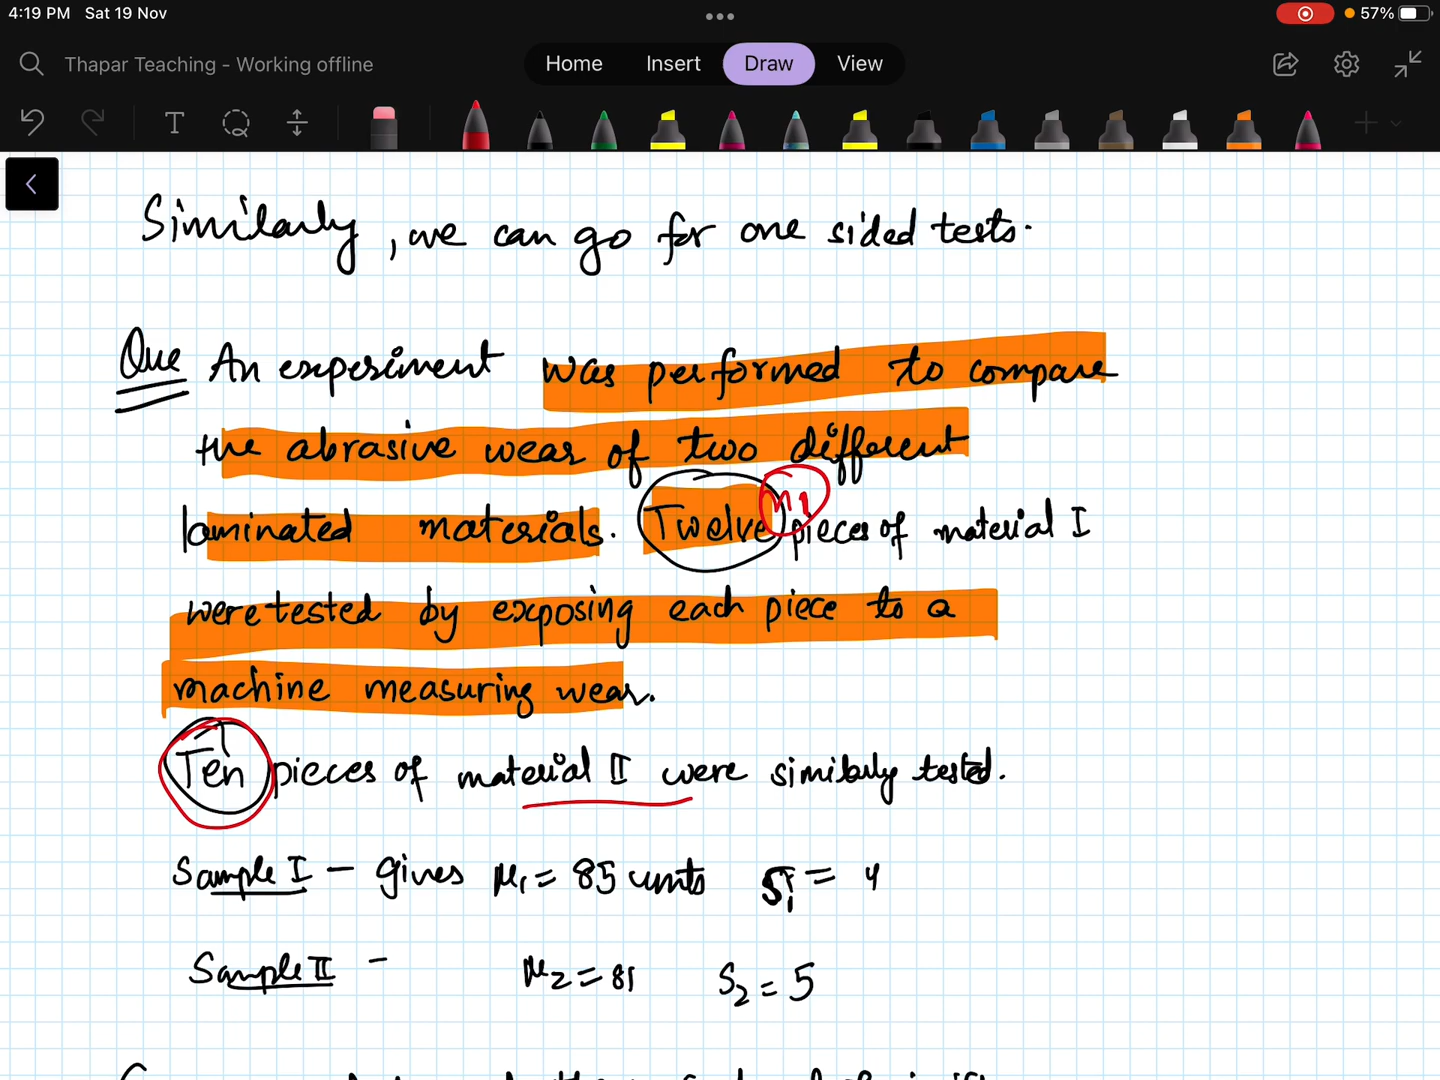 4:19 PM Sat 19 Nov
57%
Thapar Teaching - Working offline
Home Insert Draw View
T
Similarly, we can go for one sided tests.
Que An experiment was performed to compare
the abrasive wear of two different
laminated materials. Twelve n1 pieces of material I
were tested by exposing each piece to a
machine measuring wear.
Ten pieces of material II were similarly tested.
Sample I - gives μ1 = 85 units S1 = 4
Sample II - μ2 = 81 S2 = 5